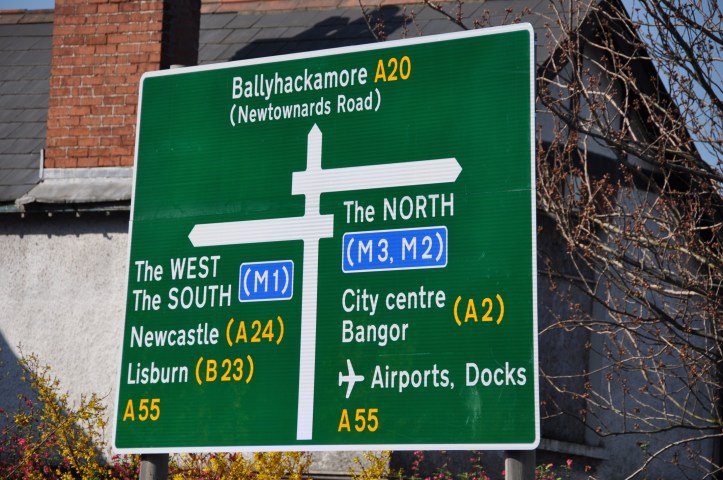 Ballyhackamore A20
(Newtownards Road)
The NORTH
(M3, M2)
City centre (A2)
Bangor
Airports, Docks
A55
The WEST
The SOUTH (M1)
Newcastle (A24)
Lisburn (B23)
A55